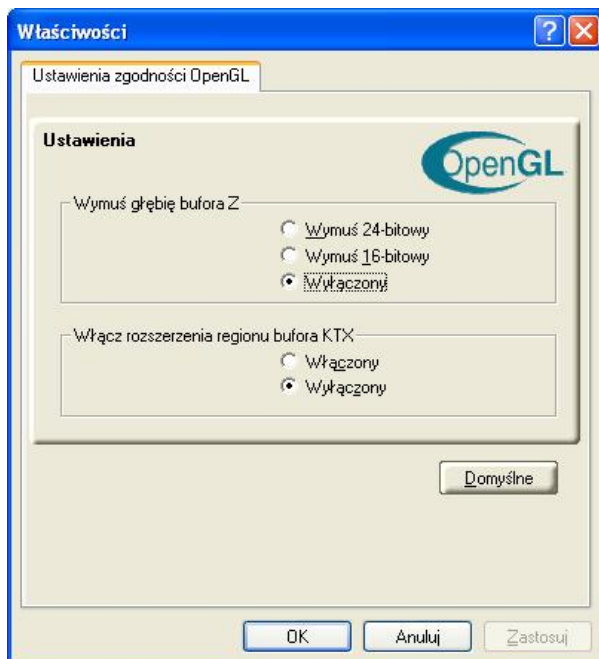 Właściwości
Ustawienia zgodności OpenGL
Ustawienia
OpenGL
Wymuś głębię bufora Z
Wymuś 24-bitowy
Wymuś 16-bitowy
Wyłączony
Włącz rozszerzenia regionu bufora KTX
Włączony
Wyłączony
Domyślne
OK Anuluj Zastosuj